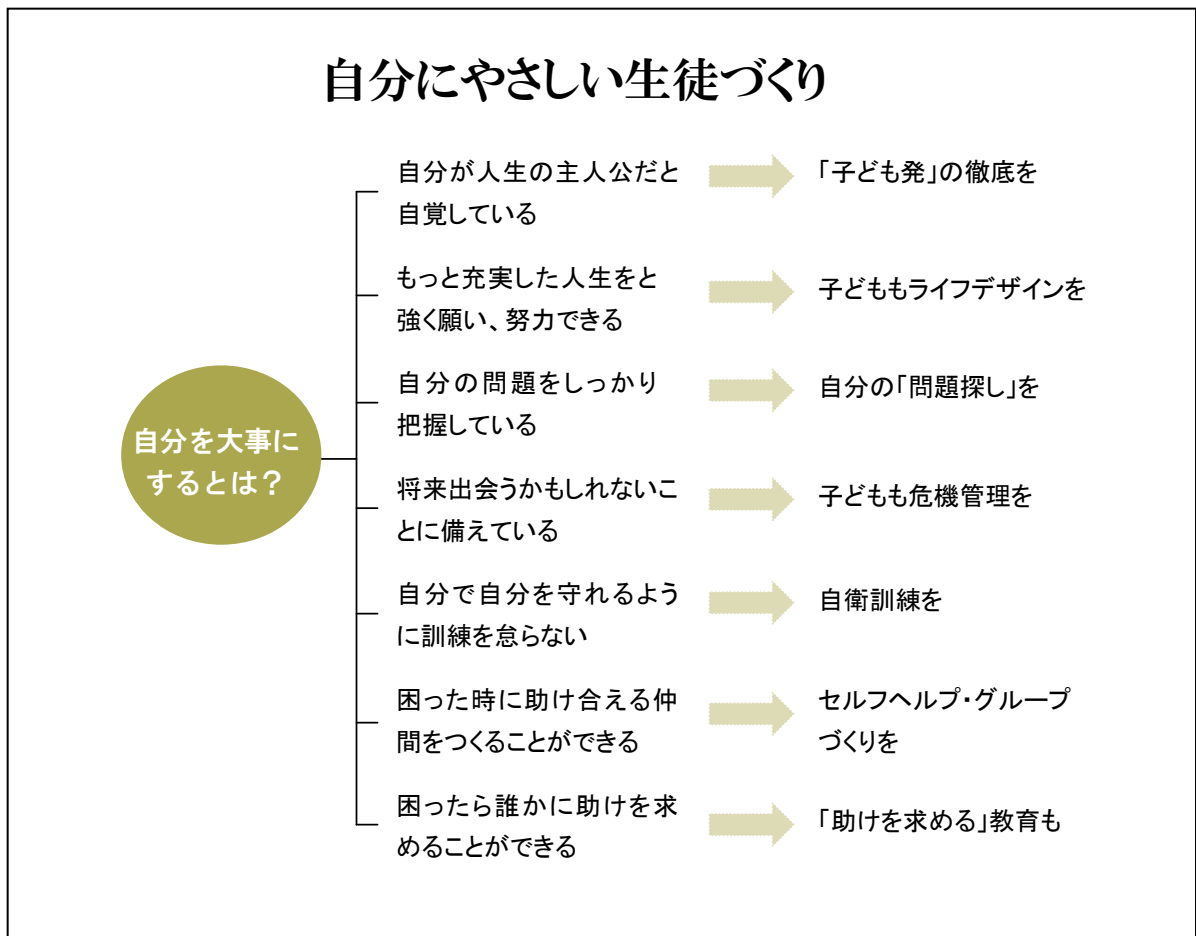 自分にやさしい生徒づくり
自分を大事に
するとは？
自分が人生の主人公だと
自覚している
「子ども発」の徹底を
もっと充実した人生をと
強く願い、努力できる
子どももライフデザインを
自分の問題をしっかり
把握している
自分の「問題探し」を
将来出会うかもしれないこ
とに備えている
子どもも危機管理を
自分で自分を守れるよう
に訓練を怠らない
自衛訓練を
困った時に助け合える仲
間をつくることができる
セルフヘルプ・グループ
づくりを
困ったら誰かに助けを求
めることができる
「助けを求める」教育も